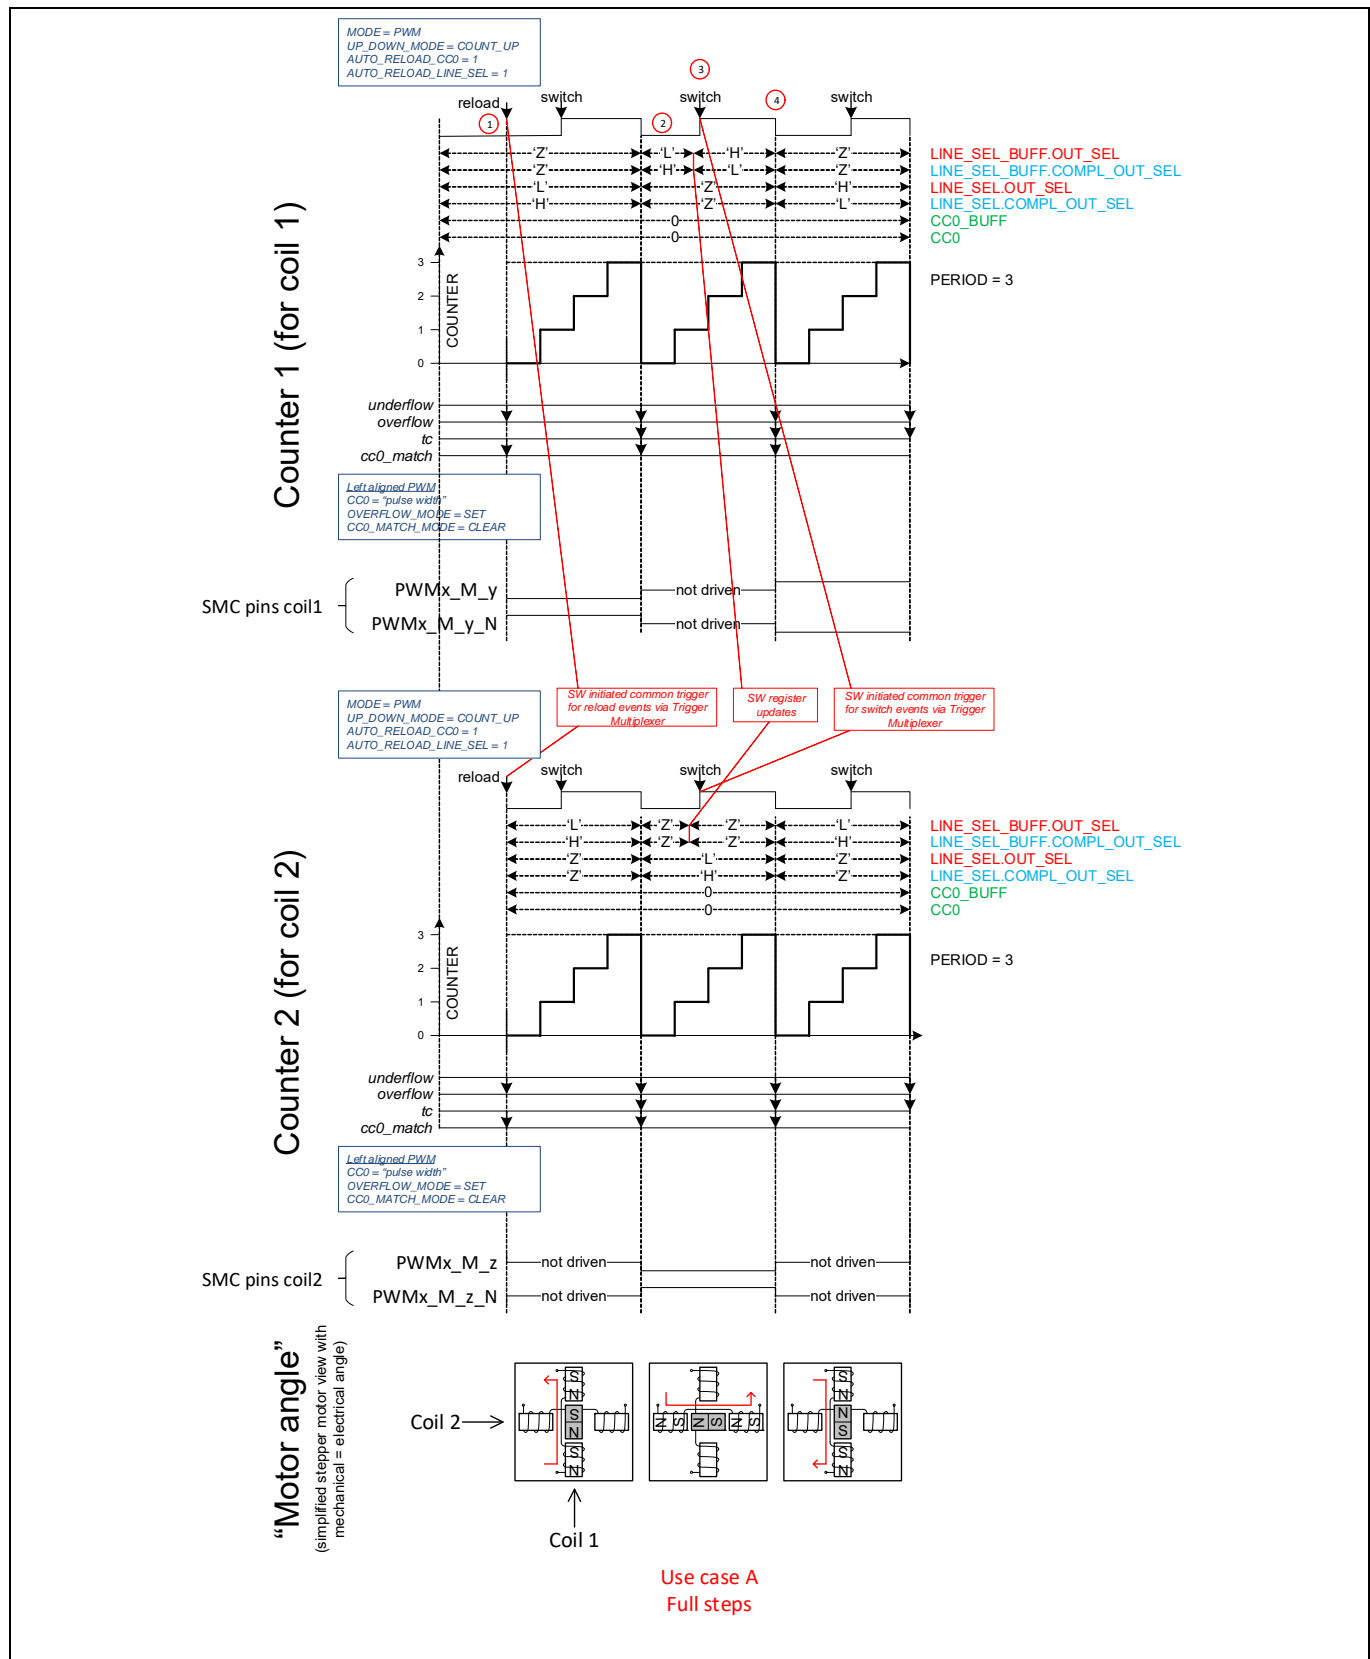 MODE = PWM
UP_DOWN_MODE = COUNT_UP
AUTO_RELOAD_CC0 = 1
AUTO_RELOAD_LINE_SEL = 1
3
4
reload
switch
switch
switch
1
2
‘Z’ ‘L’ ‘H’ ‘Z’ LINE_SEL_BUFF.OUT_SEL
‘Z’ ‘H’ ‘L’ ‘Z’ LINE_SEL_BUFF.COMPL_OUT_SEL
‘L’ ‘Z’ ‘H’ LINE_SEL.OUT_SEL
‘H’ ‘Z’ ‘L’ LINE_SEL.COMPL_OUT_SEL
0 CC0_BUFF
0 CC0
Counter 1 (for coil 1)
COUNTER
3
2
1
0
PERIOD = 3
underflow
overflow
tc
cc0_match
Left aligned PWM
CC0 = “pulse width”
OVERFLOW_MODE = SET
CC0_MATCH_MODE = CLEAR
SMC pins coil1
PWMx_M_y not driven
PWMx_M_y_N not driven
SW initiated common trigger
for reload events via Trigger
Multiplexer
SW register
updates
SW initiated common trigger
for switch events via Trigger
Multiplexer
MODE = PWM
UP_DOWN_MODE = COUNT_UP
AUTO_RELOAD_CC0 = 1
AUTO_RELOAD_LINE_SEL = 1
reload
switch
switch
switch
‘L’ ‘Z’ ‘Z’ ‘L’ LINE_SEL_BUFF.OUT_SEL
‘H’ ‘Z’ ‘Z’ ‘H’ LINE_SEL_BUFF.COMPL_OUT_SEL
‘Z’ ‘L’ ‘Z’ LINE_SEL.OUT_SEL
‘Z’ ‘H’ ‘Z’ LINE_SEL.COMPL_OUT_SEL
0 CC0_BUFF
0 CC0
Counter 2 (for coil 2)
COUNTER
3
2
1
0
PERIOD = 3
underflow
overflow
tc
cc0_match
Left aligned PWM
CC0 = “pulse width”
OVERFLOW_MODE = SET
CC0_MATCH_MODE = CLEAR
SMC pins coil2
PWMx_M_z not driven not driven
PWMx_M_z_N not driven not driven
“Motor angle”
(simplified stepper motor view with
mechanical = electrical angle)
Coil 2
S
N
S
N
S
N
N
S
N
S
N
S
S
N
N
S
S
N
Coil 1
Use case A
Full steps